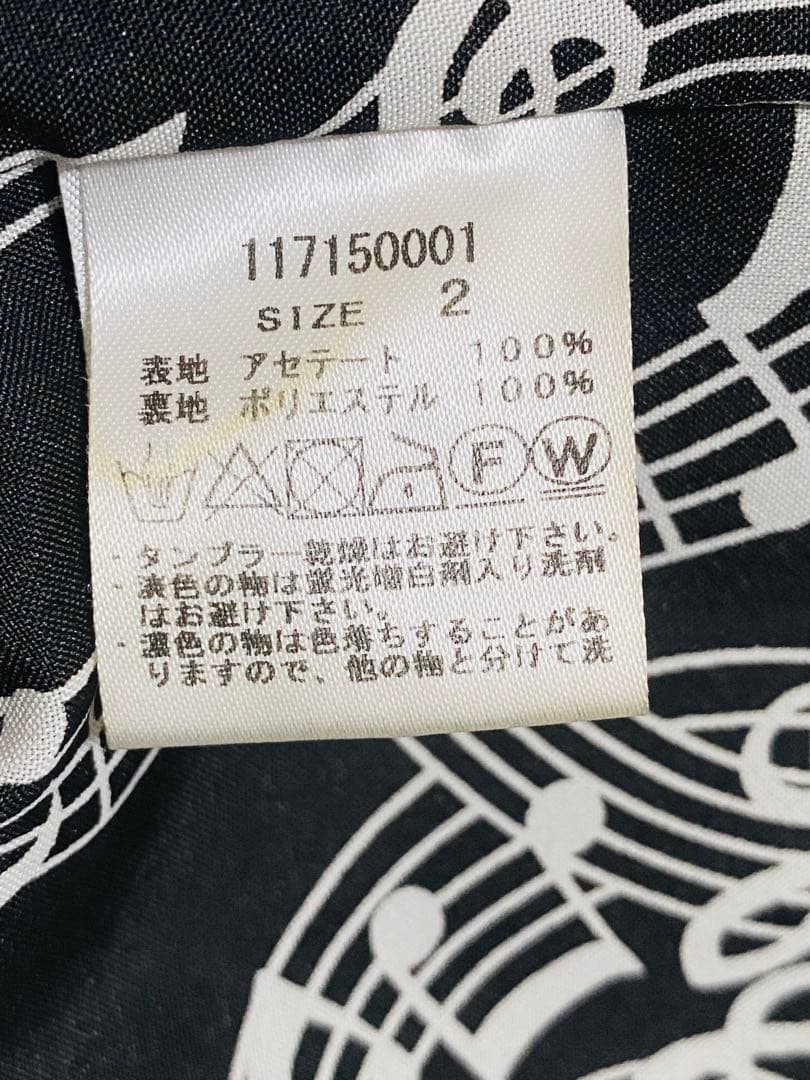 117150001
SIZE 2
表地 アセテート 100%
裏地 ポリエステル 100%
F W
・タンブラー乾燥はお避け下さい。
・淡色の物は蛍光増白剤入り洗剤
はお避け下さい。
・濃色の物は色落ちすることがあ
りますので、他の物と分けて洗